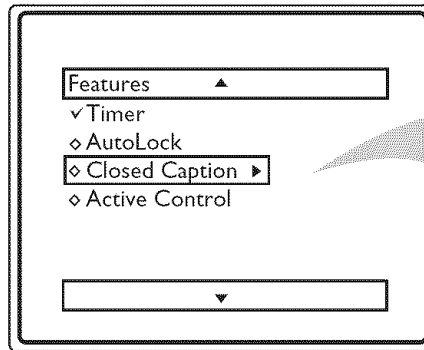 Features
Timer
AutoLock
Closed Caption
Active Control